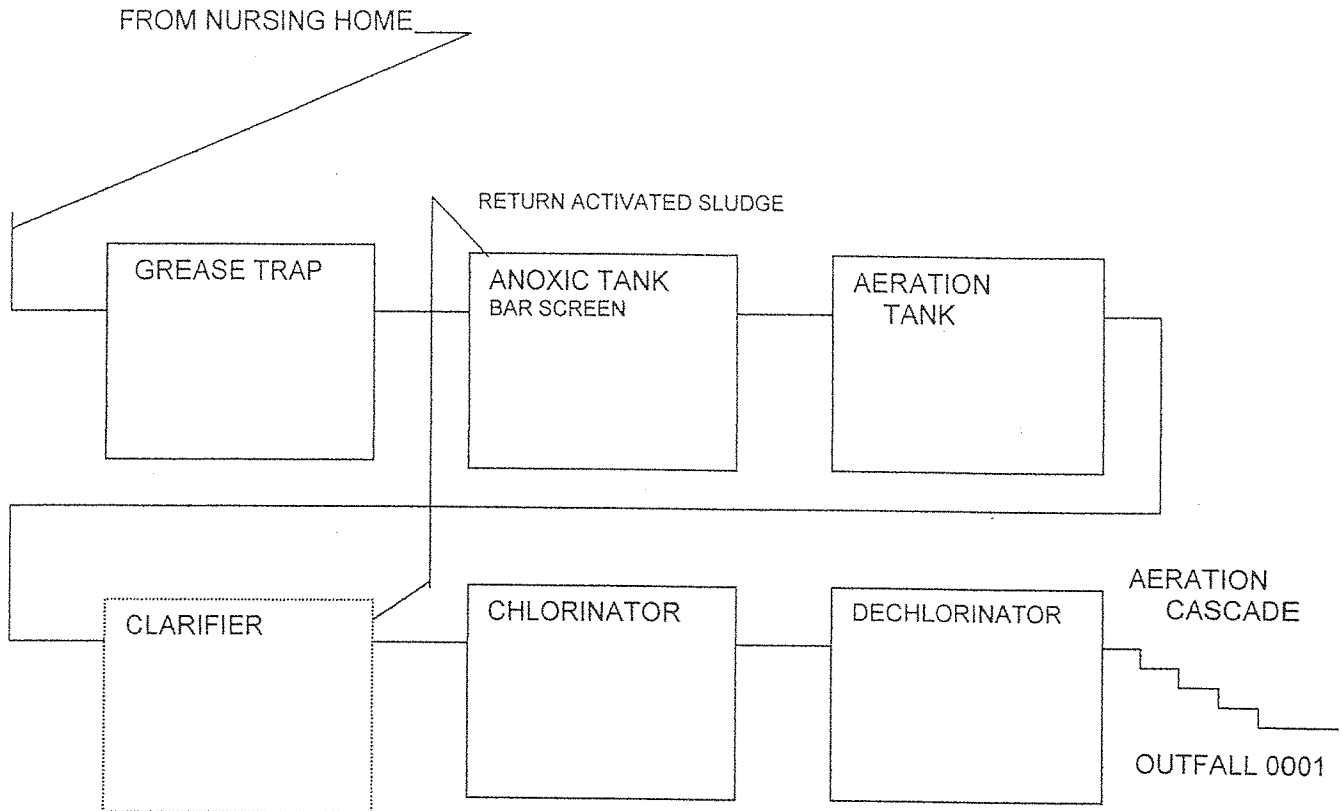 FROM NURSING HOME
RETURN ACTIVATED SLUDGE
GREASE TRAP
ANOXIC TANK
BAR SCREEN
AERATION
TANK
CLARIFIER
CHLORINATOR
DECHLORINATOR
AERATION
CASCADE
OUTFALL 0001